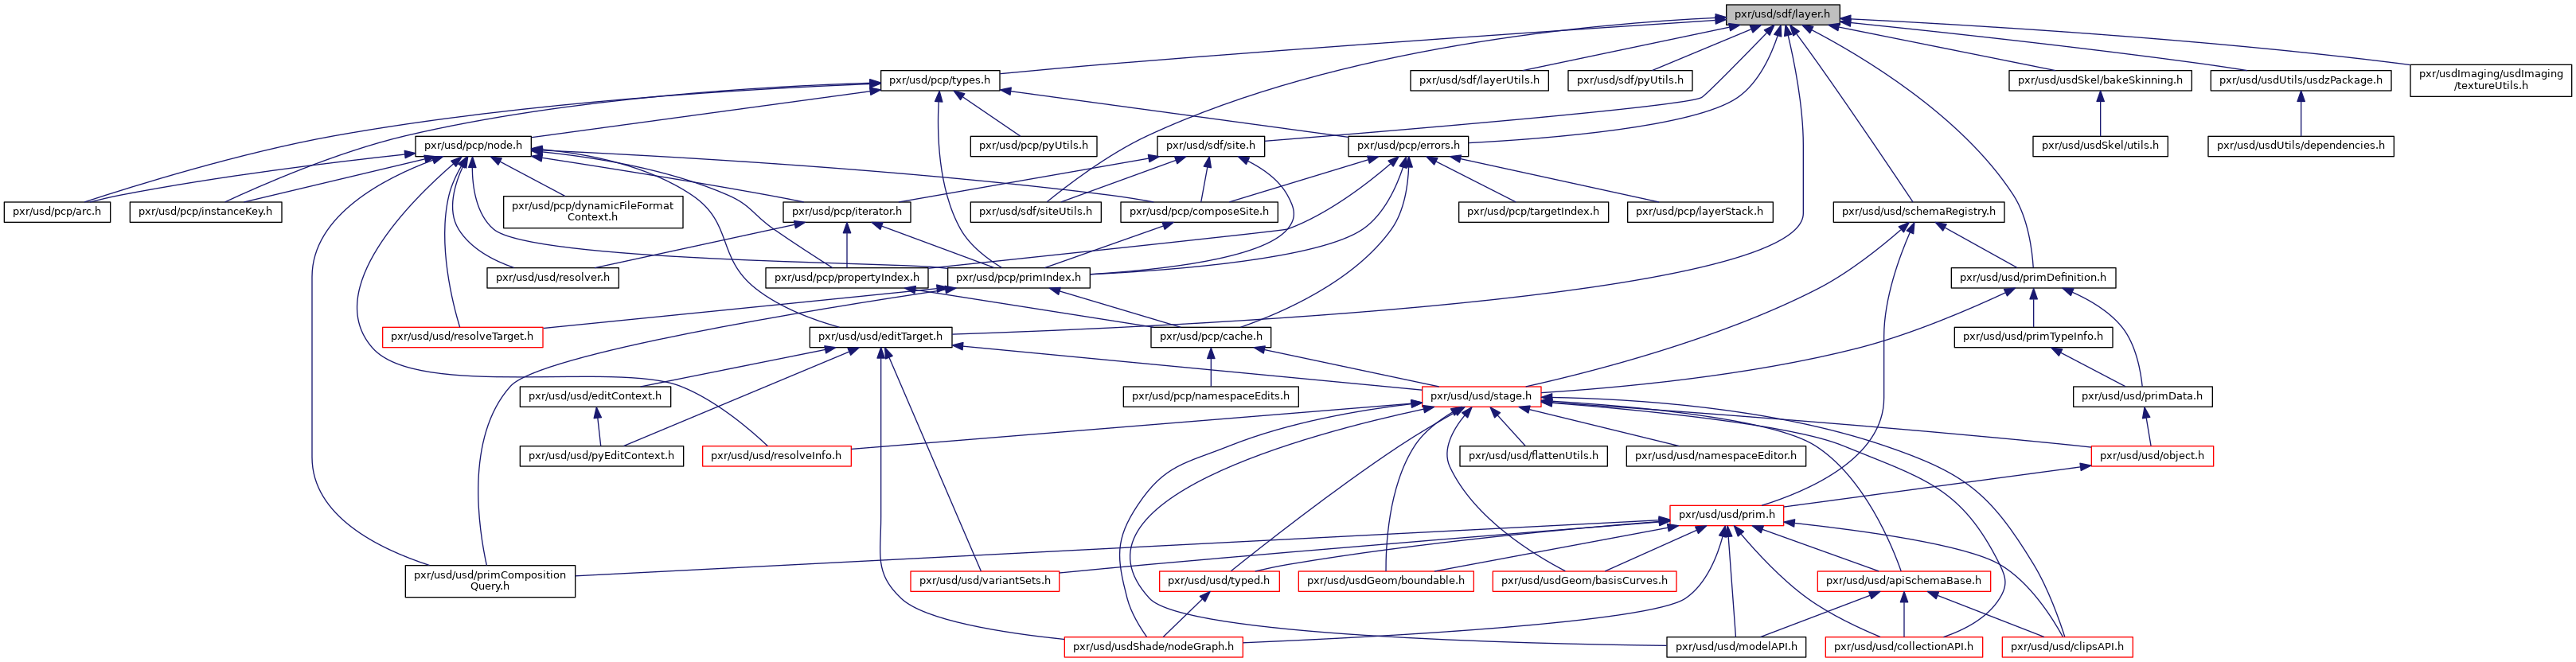 pxr/usd/sdf/layer.h
pxr/usd/pcp/types.h
pxr/usd/sdf/layerUtils.h
pxr/usd/sdf/pyUtils.h
pxr/usd/usdSkel/bakeSkinning.h
pxr/usd/usdUtils/usdzPackage.h
pxr/usdImaging/usdImaging
/textureUtils.h
pxr/usd/pcp/node.h
pxr/usd/pcp/pyUtils.h
pxr/usd/sdf/site.h
pxr/usd/pcp/errors.h
pxr/usd/usdSkel/utils.h
pxr/usd/usdUtils/dependencies.h
pxr/usd/pcp/arc.h
pxr/usd/pcp/instanceKey.h
pxr/usd/pcp/dynamicFileFormat
Context.h
pxr/usd/pcp/iterator.h
pxr/usd/sdf/siteUtils.h
pxr/usd/pcp/composeSite.h
pxr/usd/pcp/targetIndex.h
pxr/usd/pcp/layerStack.h
pxr/usd/usd/schemaRegistry.h
pxr/usd/usd/resolver.h
pxr/usd/pcp/propertyIndex.h
pxr/usd/pcp/primIndex.h
pxr/usd/usd/primDefinition.h
pxr/usd/usd/resolveTarget.h
pxr/usd/usd/editTarget.h
pxr/usd/pcp/cache.h
pxr/usd/usd/primTypeInfo.h
pxr/usd/usd/editContext.h
pxr/usd/pcp/namespaceEdits.h
pxr/usd/usd/stage.h
pxr/usd/usd/primData.h
pxr/usd/usd/pyEditContext.h
pxr/usd/usd/resolveInfo.h
pxr/usd/usd/flattenUtils.h
pxr/usd/usd/namespaceEditor.h
pxr/usd/usd/object.h
pxr/usd/usd/prim.h
pxr/usd/usd/primComposition
Query.h
pxr/usd/usd/variantSets.h
pxr/usd/usd/typed.h
pxr/usd/usdGeom/boundable.h
pxr/usd/usdGeom/basisCurves.h
pxr/usd/usd/apiSchemaBase.h
pxr/usd/usdShade/nodeGraph.h
pxr/usd/usd/modelAPI.h
pxr/usd/usd/collectionAPI.h
pxr/usd/usd/clipsAPI.h